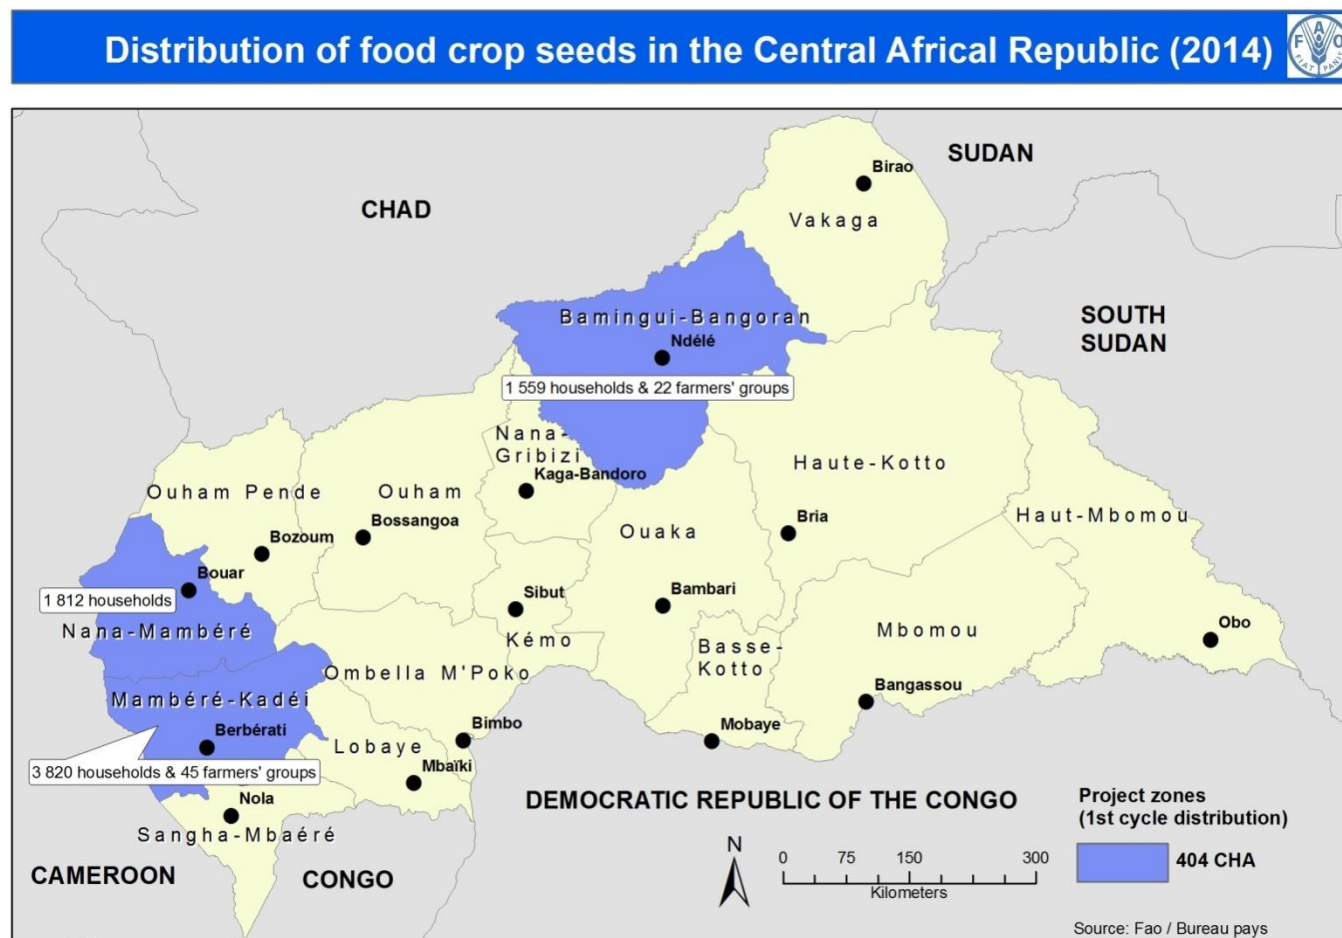 Distribution of food crop seeds in the Central Africal Republic (2014)
F A O
FIAT PANIS
SUDAN
Birao
CHAD
Vakaga
SOUTH
SUDAN
Bamingui-Bangoran
Ndélé
1 559 households & 22 farmers' groups
Nana-
Gribizi
Kaga-Bandoro
Haute-Kotto
Ouham Pende
Ouham
Bossangoa
Bozoum
Ouaka
Bria
Haut-Mbomou
Bouar
1 812 households
Nana-Mambéré
Sibut
Kémo
Bambari
Basse-
Kotto
Mbomou
Obo
Ombella M'Poko
Mambéré-Kadéi
Berbérati
3 820 households & 45 farmers' groups
Bangassou
Bimbo
Mobaye
Lobaye
Mbaïki
Nola
Sangha-Mbaéré
DEMOCRATIC REPUBLIC OF THE CONGO
CAMEROON
CONGO
N
0 75 150 300
Kilometers
Project zones
(1st cycle distribution)
404 CHA
Source: Fao / Bureau pays